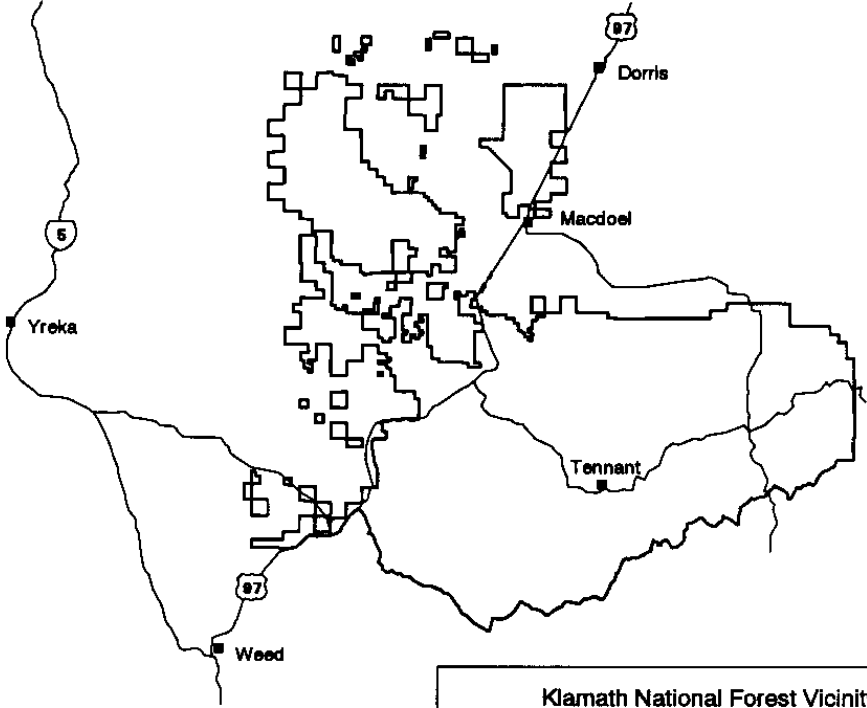 97
Dorris
Macdoel
5
Yreka
Tennant
97
Weed
Klamath National Forest Vicinit